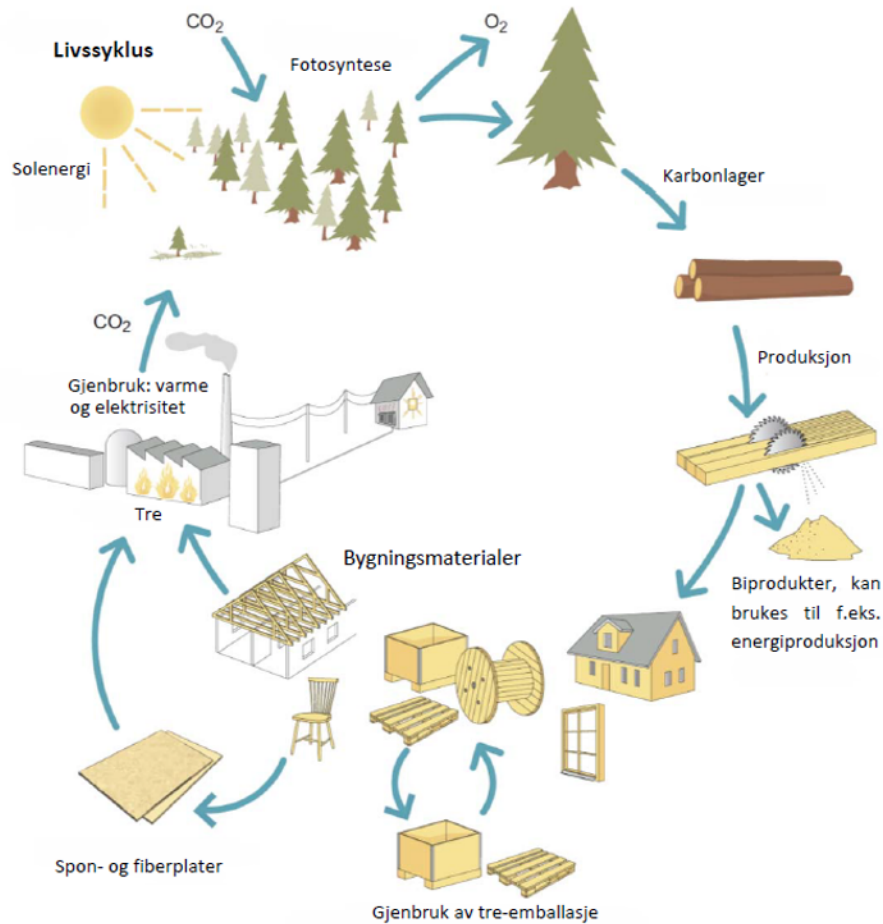 CO₂
O₂
Livssyklus
Fotosyntese
Solenergi
Karbonlager
CO₂
Produksjon
Gjenbruk: varme
og elektrisitet
Tre
Bygningsmaterialer
Biprodukter, kan
brukes til f.eks.
energiproduksjon
Spon- og fiberplater
Gjenbruk av tre-emballasje